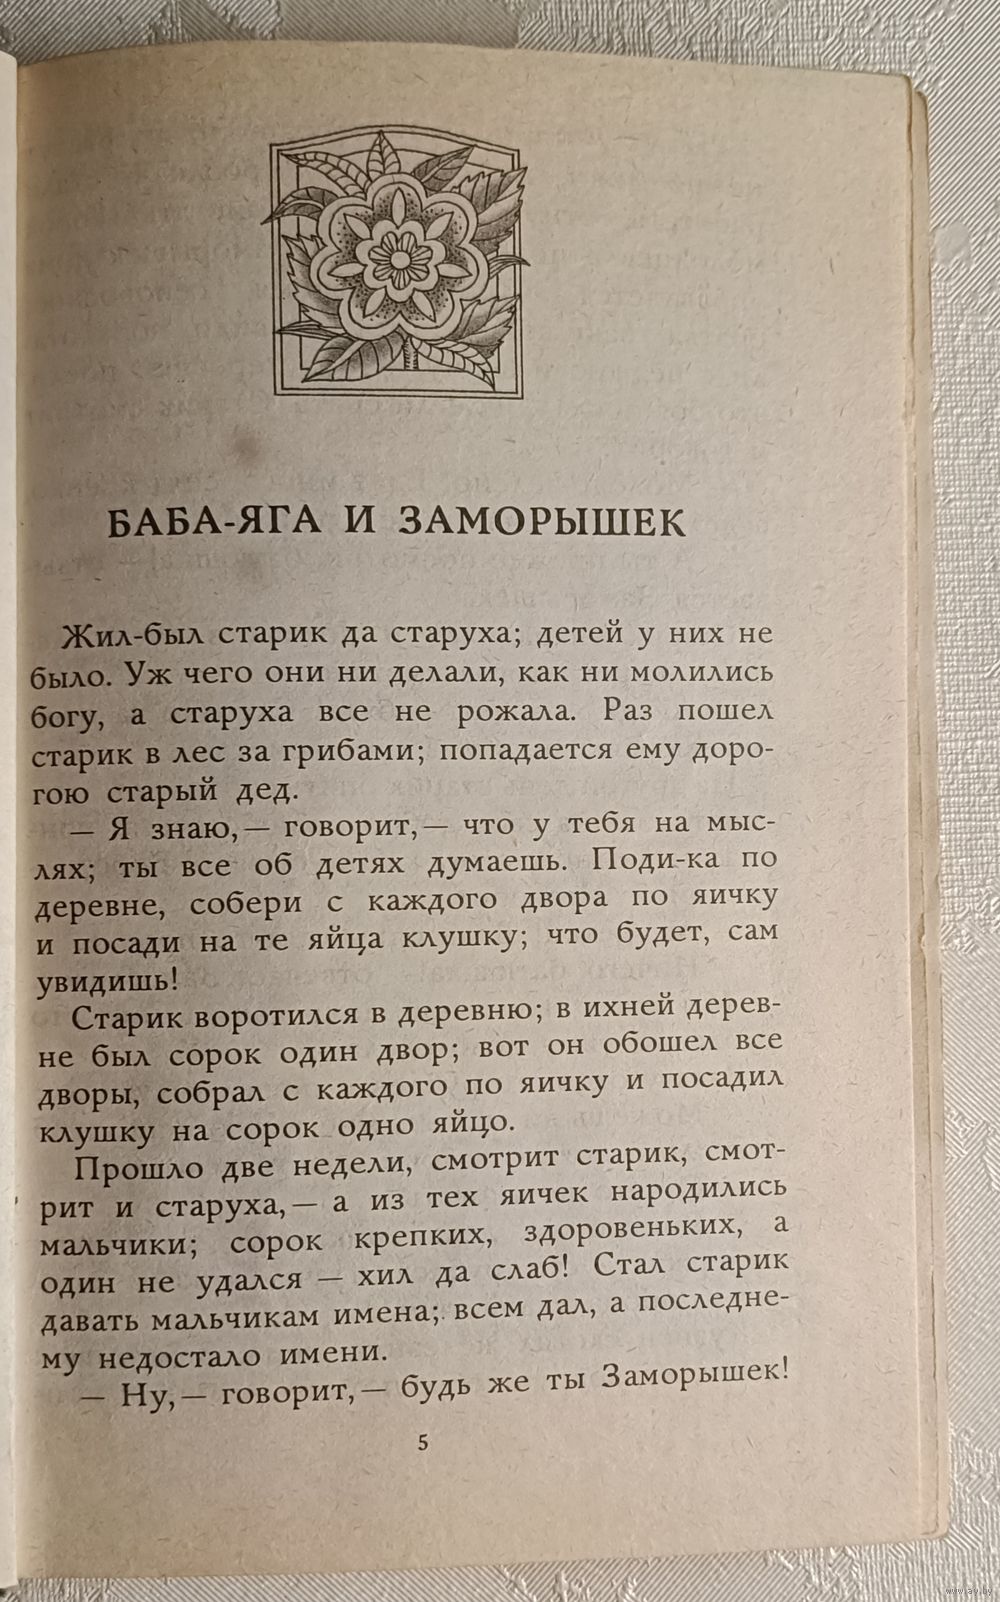 БАБА-ЯГА И ЗАМОРЫШЕК
Жил-был старик да старуха; детей у них не
было. Уж чего они ни делали, как ни молились
богу, а старуха все не рожала. Раз пошел
старик в лес за грибами; попадается ему доро-
гою старый дед.
— Я знаю,— говорит,— что у тебя на мыс-
лях; ты все об детях думаешь. Поди-ка по
деревне, собери с каждого двора по яичку
и посади на те яйца клушку; что будет, сам
увидишь!
Старик воротился в деревню; в ихней дерев-
не был сорок один двор; вот он обошел все
дворы, собрал с каждого по яичку и посадил
клушку на сорок одно яйцо.
Прошло две недели, смотрит старик, смот-
рит и старуха,— а из тех яичек народились
мальчики; сорок крепких, здоровеньких, а
один не удался — хил да слаб! Стал старик
давать мальчикам имена; всем дал, а последне-
му недостало имени.
— Ну,— говорит,— будь же ты Заморышек!
5
www.ay.by